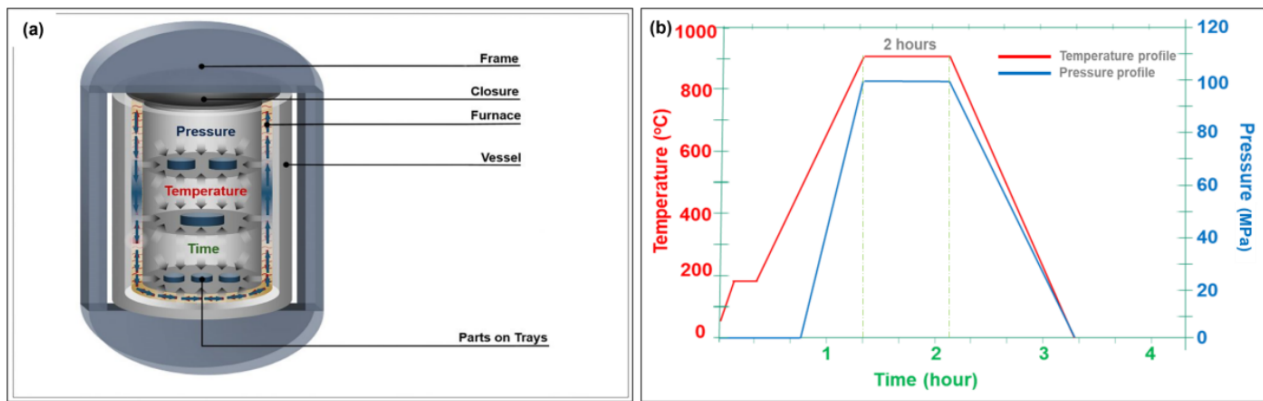 (a)
Frame
Closure
Furnace
Vessel
Pressure
Temperature
Time
Parts on Trays
(b)
1000
800
600
400
200
0
Temperature (°C)
2 hours
Temperature profile
Pressure profile
120
100
80
60
40
20
0
Pressure (MPa)
1
2
3
4
Time (hour)